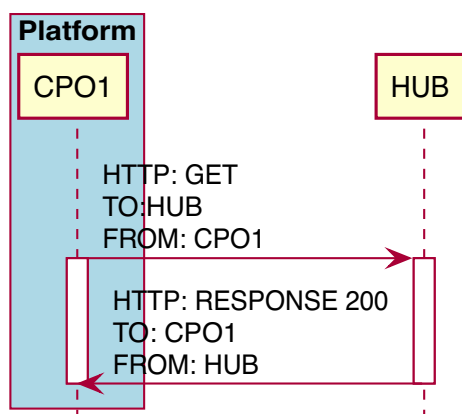 Platform
CPO1
HUB
HTTP: GET
TO:HUB
FROM: CPO1
HTTP: RESPONSE 200
TO: CPO1
FROM: HUB